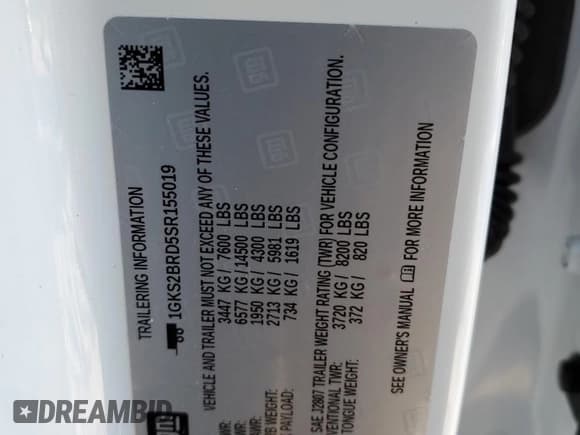 TRAILERING INFORMATION
1GKS2BRD5SR155019
VEHICLE AND TRAILER MUST NOT EXCEED ANY OF THESE VALUES.
3447 KG / 7600 LBS
6577 KG / 14500 LBS
1950 KG / 4300 LBS
2713 KG / 5981 LBS
734 KG / 1619 LBS
SAE J2807 TRAILER WEIGHT RATING (TWR) FOR VEHICLE CONFIGURATION.
TWR: 3720 KG / 8200 LBS
TONGUE WEIGHT: 372 KG / 820 LBS
SEE OWNER'S MANUAL FOR MORE INFORMATION
GM
DREAMBID